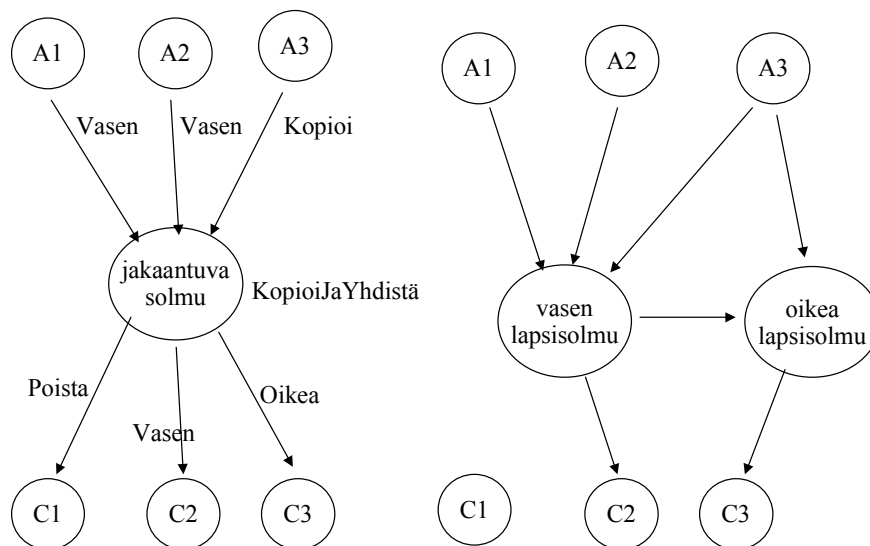 A1
A2
A3
Vasen
Vasen
Kopioi
jakaantuva
solmu
KopioiJaYhdistä
Poista
Vasen
Oikea
C1
C2
C3
A1
A2
A3
vasen
lapsisolmu
oikea
lapsisolmu
C1
C2
C3